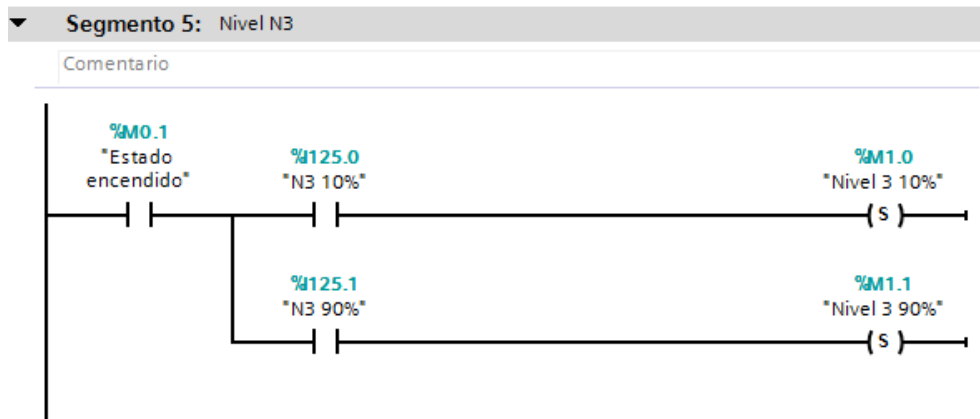 Segmento 5: Nivel N3
Comentario
%M0.1
"Estado
encendido"
%I125.0
"N3 10%"
%M1.0
"Nivel 3 10%"
S
%I125.1
"N3 90%"
%M1.1
"Nivel 3 90%"
S